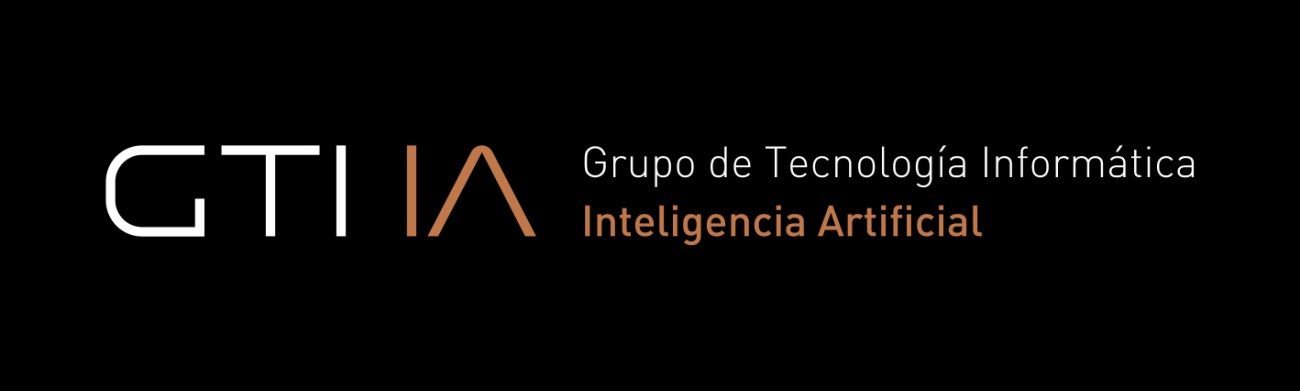 GTI IA
Grupo de Tecnología Informática
Inteligencia Artificial